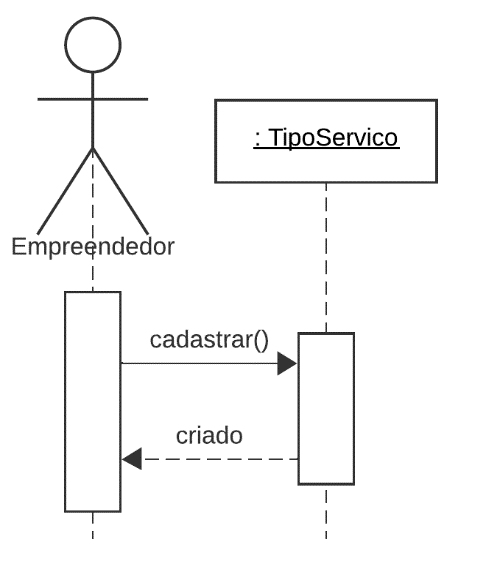 : TipoServico
Empreendedor
cadastrar()
criado